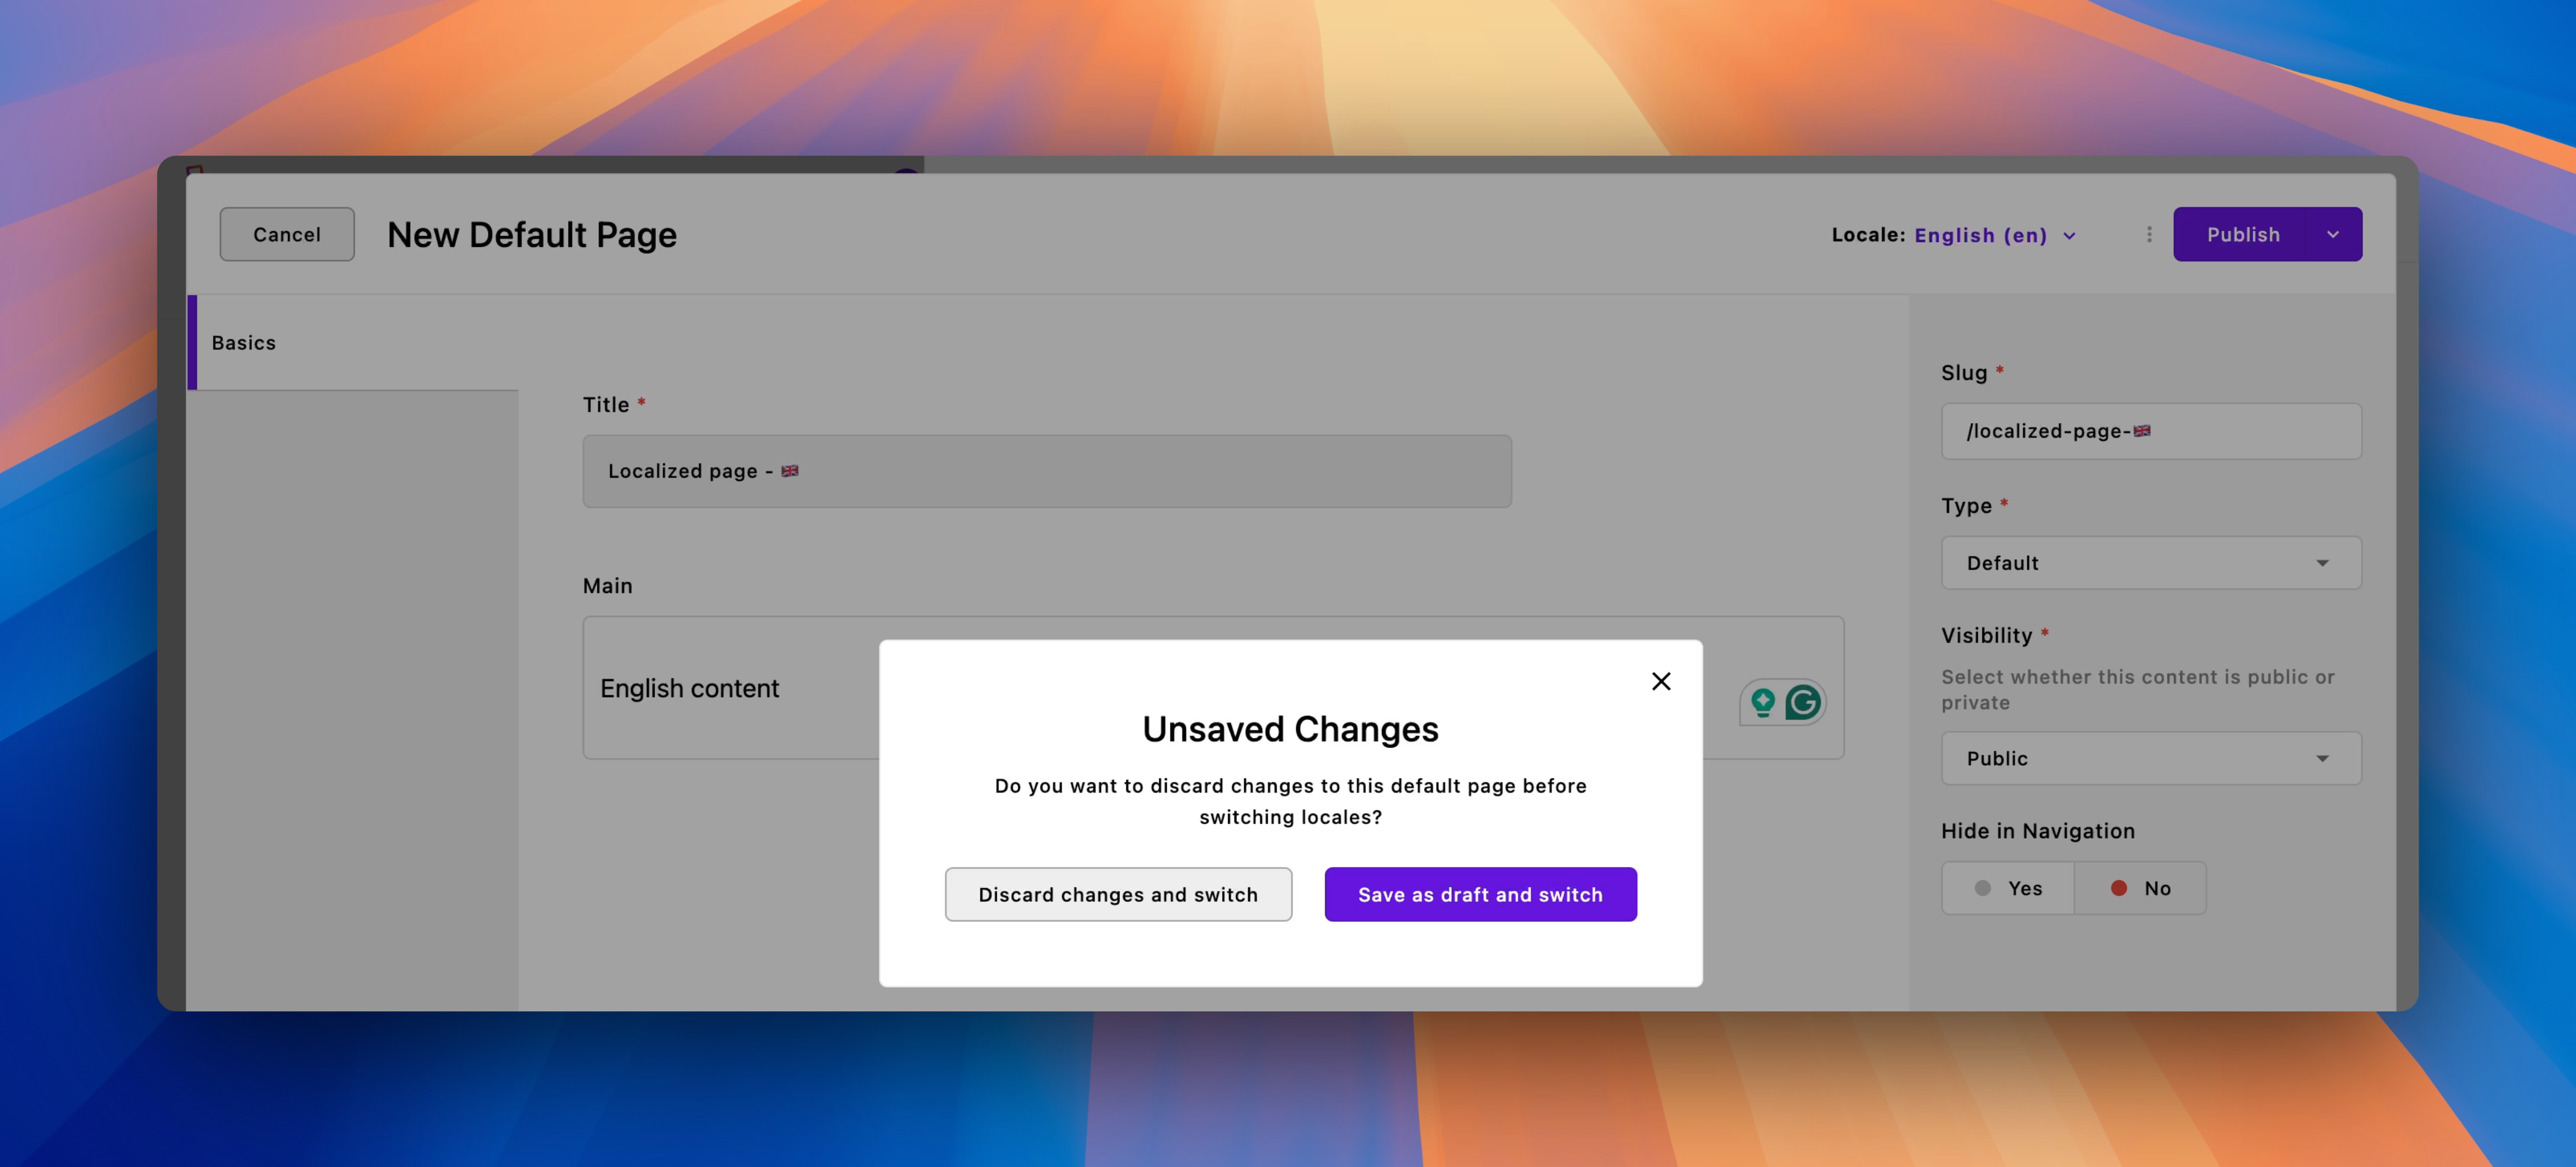 Cancel
New Default Page
Locale: English (en)
Publish
Basics
Title *
Localized page - 🇬🇧
Main
English content
Slug *
/localized-page-🇬🇧
Type *
Default
Visibility *
Select whether this content is public or
private
Public
Hide in Navigation
Yes
No
Unsaved Changes
Do you want to discard changes to this default page before
switching locales?
Discard changes and switch
Save as draft and switch